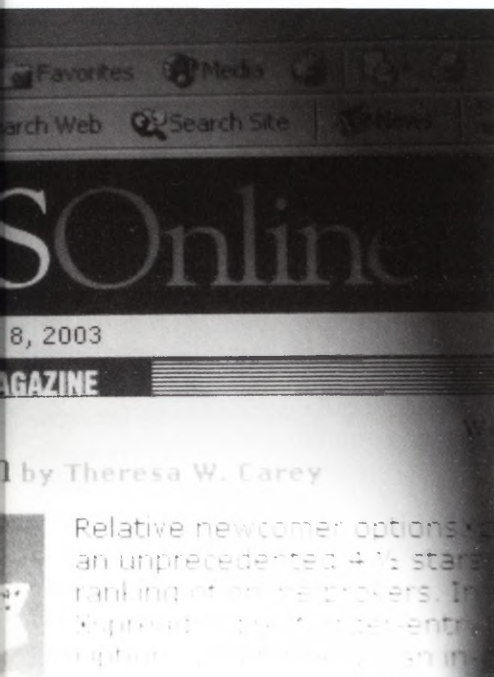 Favorites Media
arch Web Search Site News
SOnline
8, 2003
AGAZINE
by Theresa W. Carey
Relative newcomer options
an unprecedented 4 ½ stars
ranking of online brokers. In